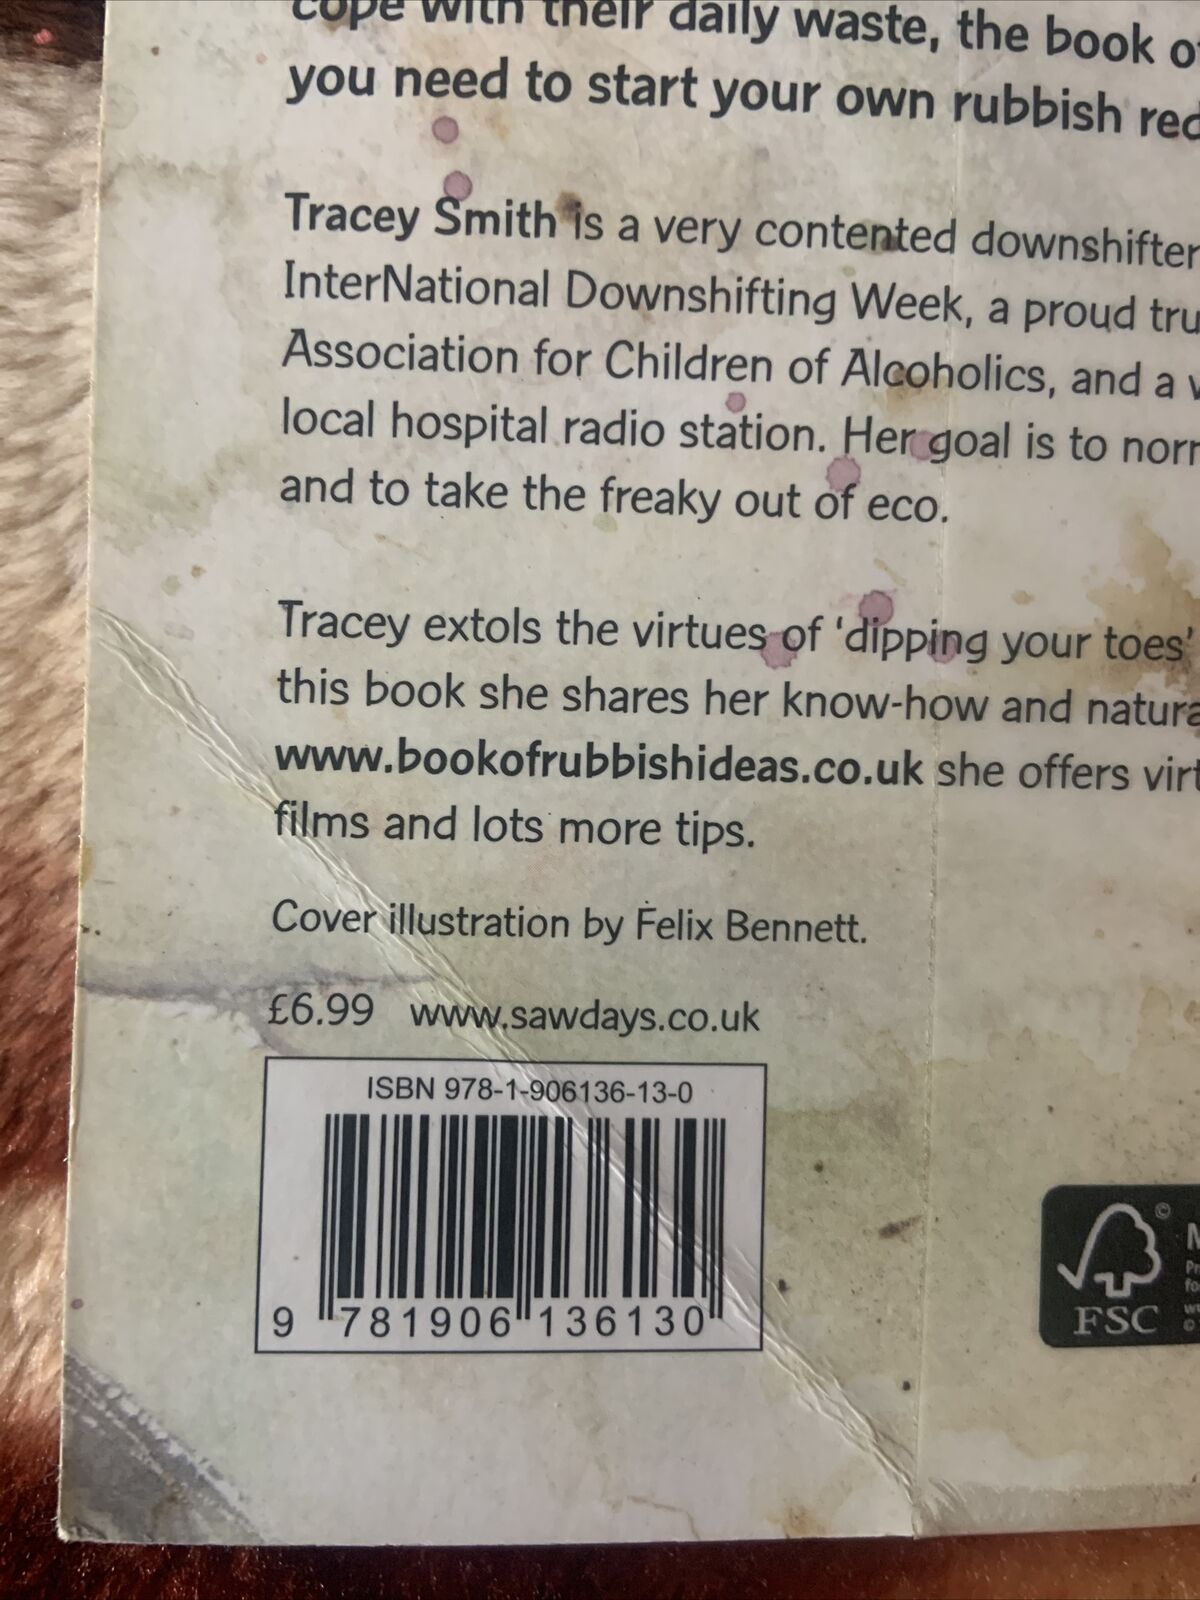 cope with their daily waste, the book of
you need to start your own rubbish
Tracey Smith is a very contented downshifter
InterNational Downshifting Week, a proud
Association for Children of Alcoholics, and a
local hospital radio station. Her goal is to
and to take the freaky out of eco.
Tracey extols the virtues of ‘dipping your toes’
this book she shares her know-how and
www.bookofrubbishideas.co.uk she offers
films and lots more tips.
Cover illustration by Felix Bennett.
£6.99 www.sawdays.co.uk
ISBN 978-1-906136-13-0
9 781906 136130
©
FSC